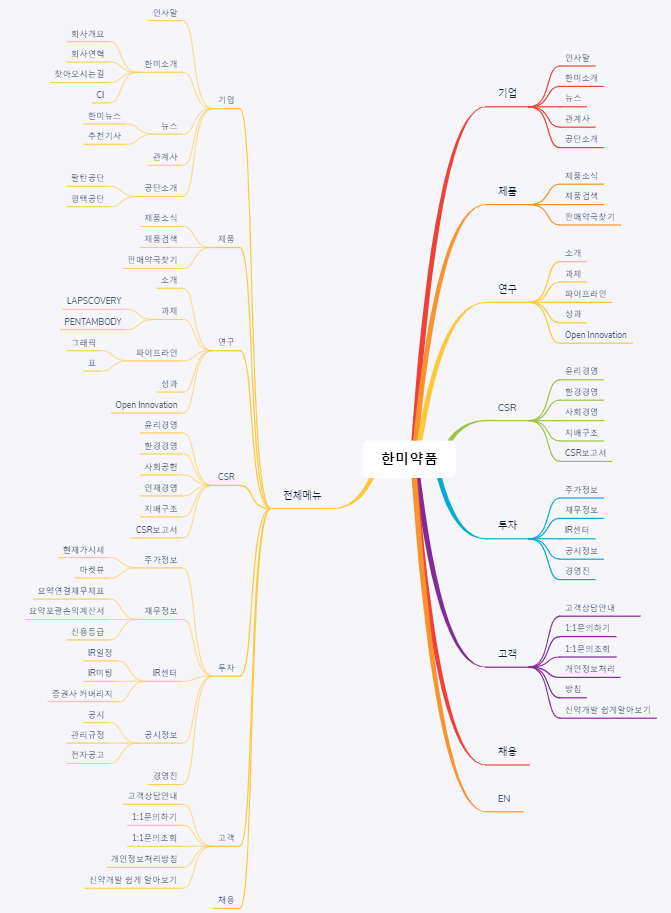 한미약품
기업
인사말
한미소개
뉴스
관계사
공단소개
제품
제품소식
제품검색
판매약국찾기
연구
소개
과제
파이프라인
성과
Open Innovation
CSR
윤리경영
한경경영
사회경영
지배구조
CSR보고서
투자
주가정보
재무정보
IR센터
공시정보
경영진
고객
고객상담안내
1:1문의하기
1:1문의조회
개인정보처리
방침
신약개발 쉽게알아보기
채용
EN
전체메뉴
기업
인사말
한미소개
회사개요
회사연혁
찾아오시는길
CI
뉴스
한미뉴스
추천기사
관계사
공단소개
팔탄공단
평택공단
제품
제품소식
제품검색
판매약국찾기
연구
소개
과제
LAPSCOVERY
PENTAMBODY
파이프라인
그래픽
표
성과
Open Innovation
CSR
윤리경영
한경경영
사회공헌
인재경영
지배구조
CSR보고서
투자
주가정보
현재가시세
마켓뷰
재무정보
요약연결재무제표
요약포괄손익계산서
신용등급
IR센터
IR일정
IR미팅
증권사 커버리지
공시정보
공시
관리규정
전자공고
경영진
고객
고객상담안내
1:1문의하기
1:1문의조회
개인정보처리방침
신약개발 쉽게 알아보기
채용